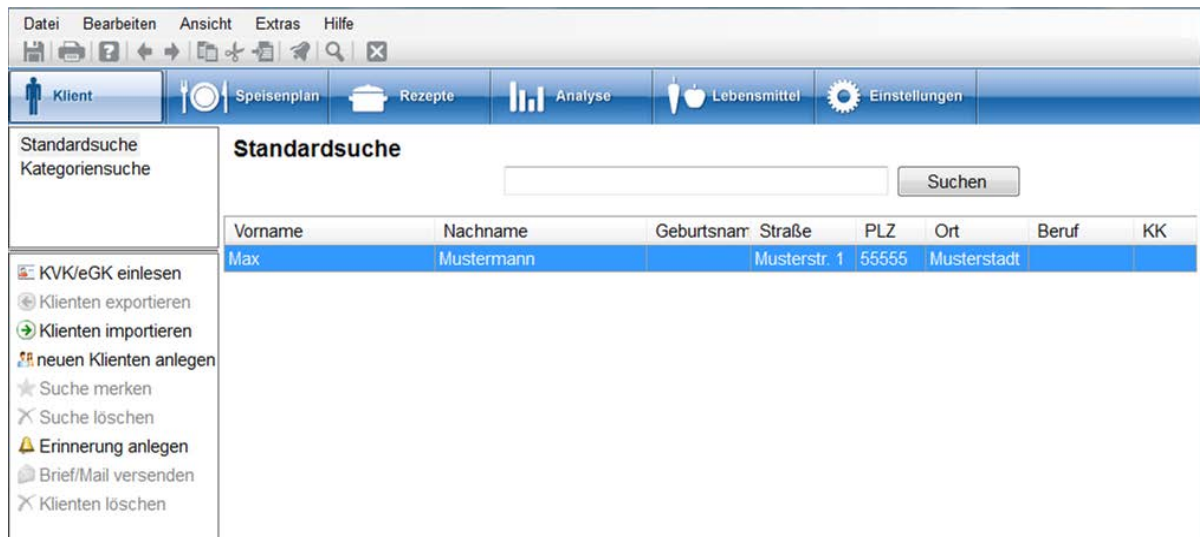 Datei Bearbeiten Ansicht Extras Hilfe
Klient Speisenplan Rezepte Analyse Lebensmittel Einstellungen
Standardsuche
Kategoriensuche
KVK/eGK einlesen
Klienten exportieren
Klienten importieren
neuen Klienten anlegen
Suche merken
Suche löschen
Erinnerung anlegen
Brief/Mail versenden
Klienten löschen
Standardsuche
Suchen
Vorname Nachname Geburtsnam Straße PLZ Ort Beruf KK
Max Mustermann Musterstr. 1 55555 Musterstadt